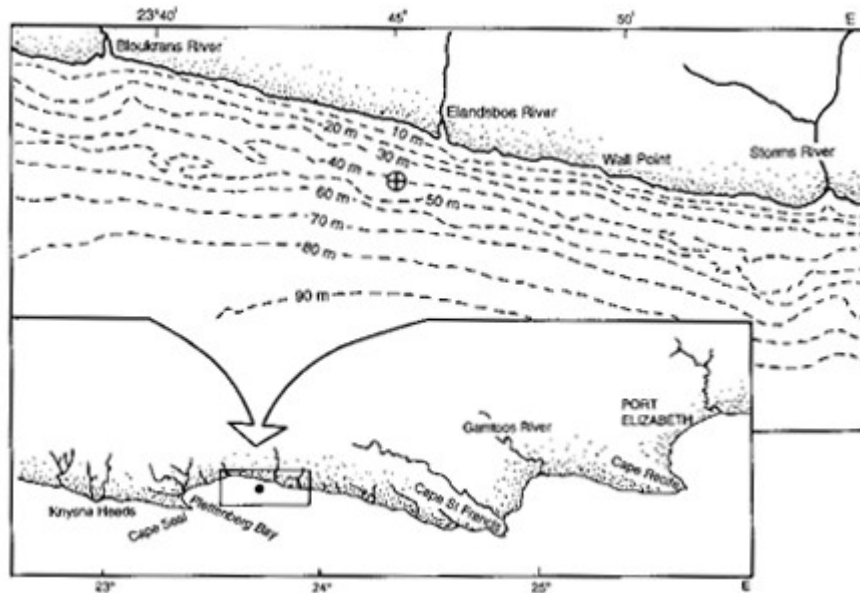 23°40'
45"
50'
E
Bloukrans River
Elandsbos River
Wall Point
Storms River
10 m
20 m
30 m
40 m
50 m
60 m
70 m
80 m
90 m
PORT
ELIZABETH
Gamtoos River
Cape Recife
Cape St Francis
Knysna Heads
Cape Seal
Plettenberg Bay
23°
24°
25°
E